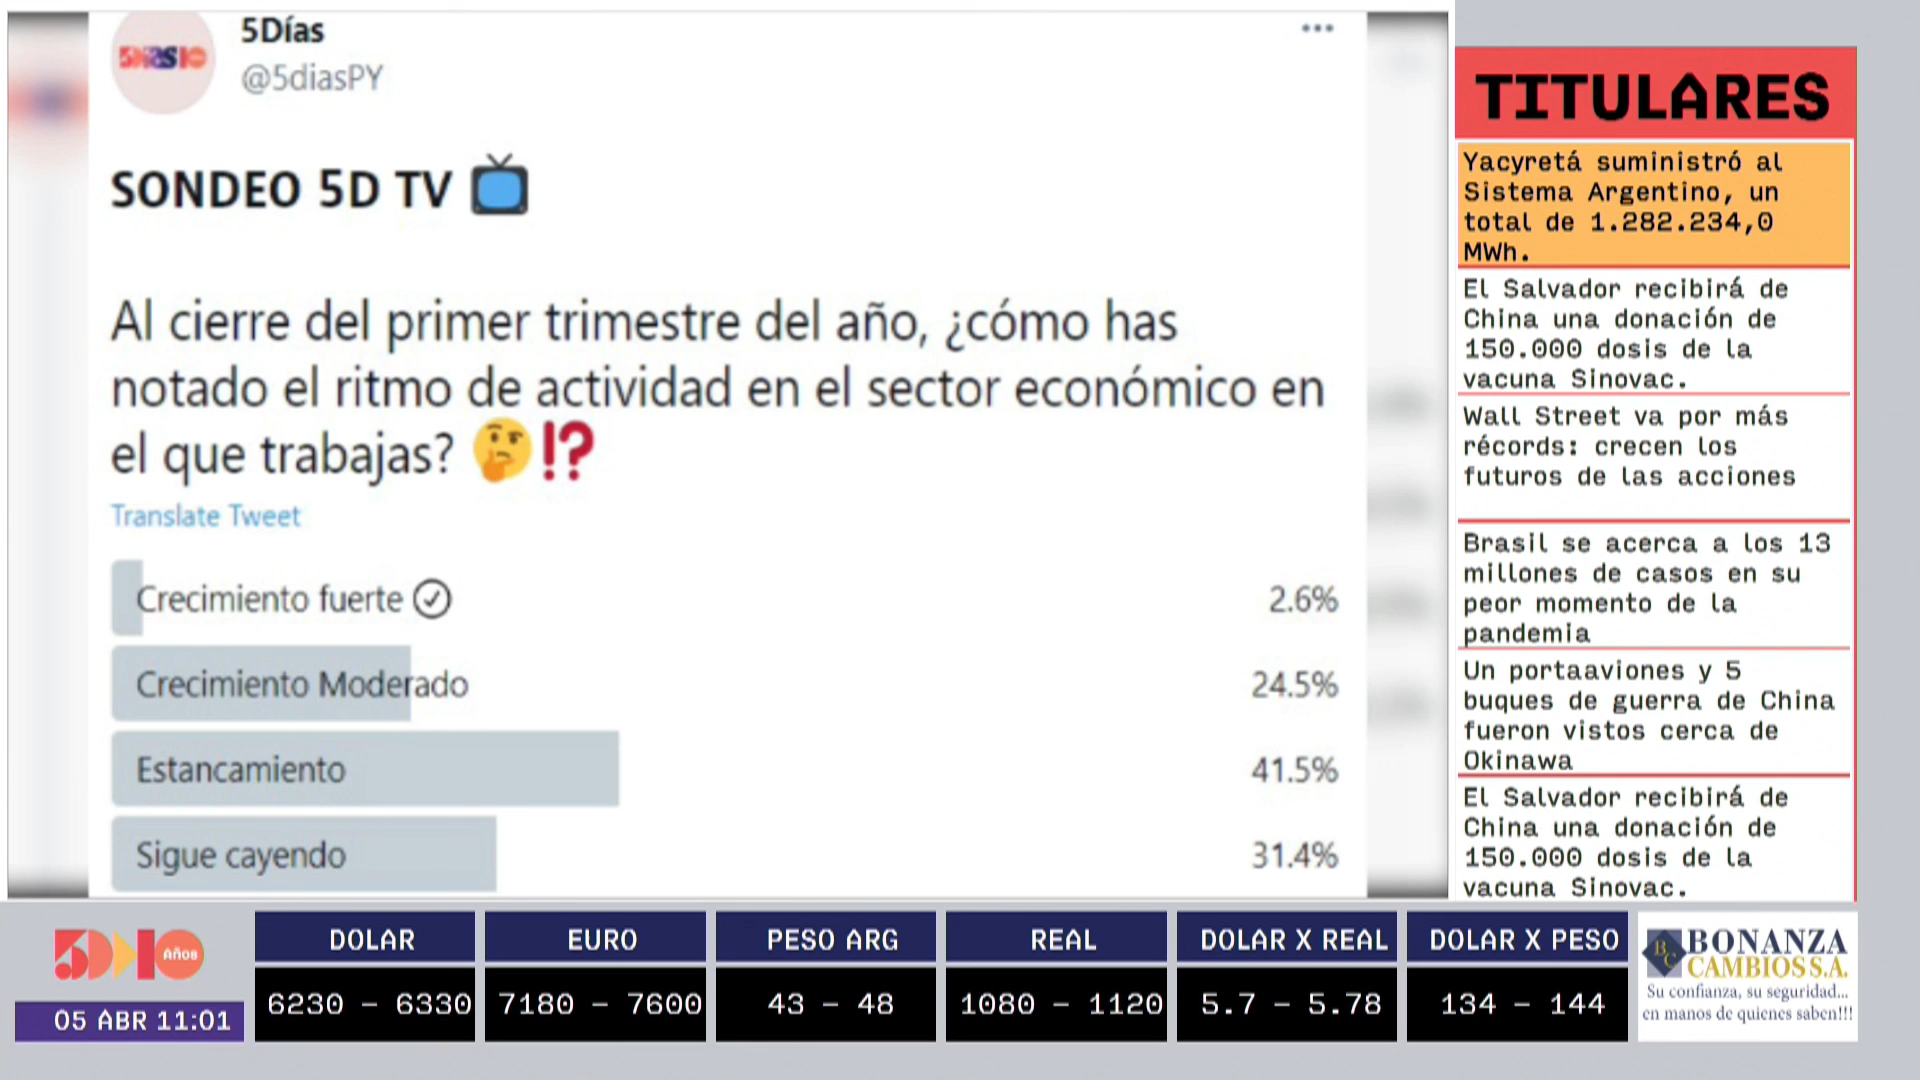 5Días
@5diasPY
SONDEO 5D TV
Al cierre del primer trimestre del año, ¿cómo has
notado el ritmo de actividad en el sector económico en
el que trabajas? 🤔⁉
Translate Tweet
Crecimiento fuerte 2.6%
Crecimiento Moderado 24.5%
Estancamiento 41.5%
Sigue cayendo 31.4%
TITULARES
Yacyretá suministró al
Sistema Argentino, un
total de 1.282.234,0
MWh.
El Salvador recibirá de
China una donación de
150.000 dosis de la
vacuna Sinovac.
Wall Street va por más
récords: crecen los
futuros de las acciones
Brasil se acerca a los 13
millones de casos en su
peor momento de la
pandemia
Un portaaviones y 5
buques de guerra de China
fueron vistos cerca de
Okinawa
El Salvador recibirá de
China una donación de
150.000 dosis de la
vacuna Sinovac.
5D 10 Años
05 ABR 11:01
DOLAR
6230 - 6330
EURO
7180 - 7600
PESO ARG
43 - 48
REAL
1080 - 1120
DOLAR X REAL
5.7 - 5.78
DOLAR X PESO
134 - 144
BC BONANZA
CAMBIOS S.A.
Su confianza, su seguridad...
en manos de quienes saben!!!